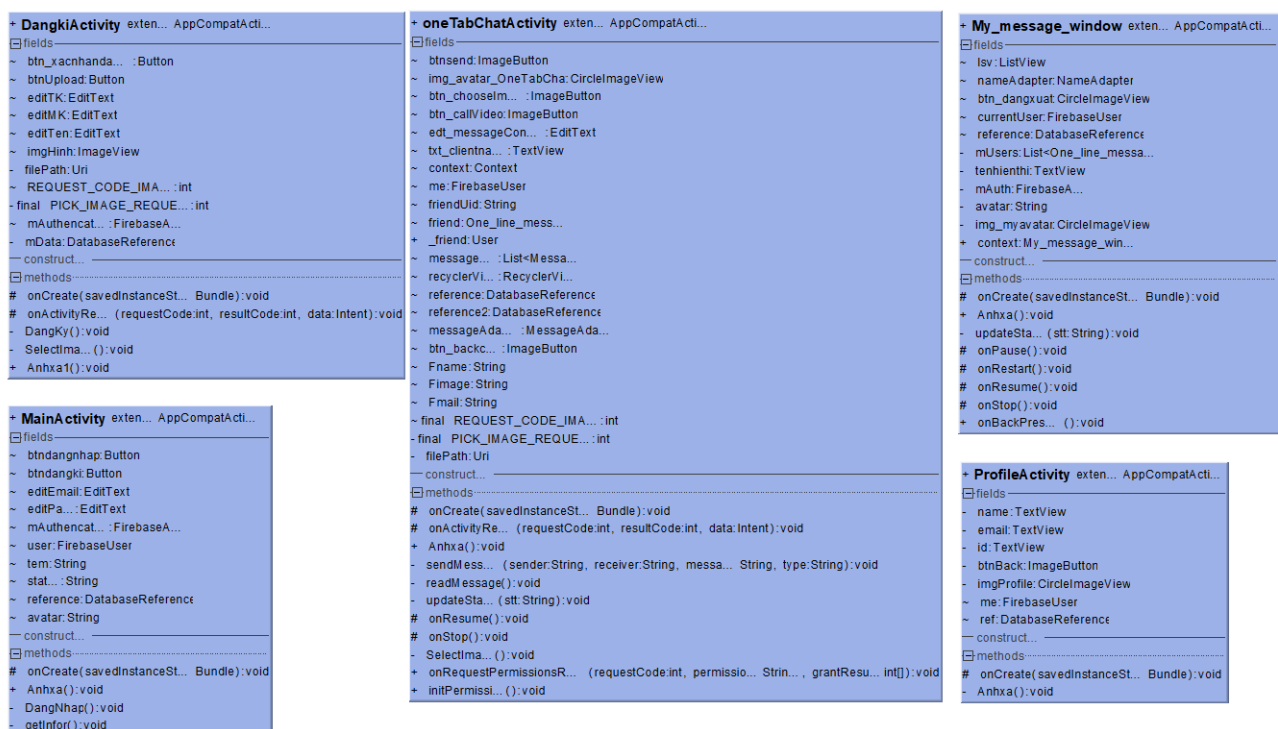 + DangkiActivity exten... AppCompatActi...
fields
~ btn_xacnhanda... :Button
~ btnUpload:Button
~ editTK:EditText
~ editMK:EditText
~ editTen:EditText
~ imgHinh:ImageView
- filePath:Uri
~ REQUEST_CODE_IMA... :int
-final PICK_IMAGE_REQUE... :int
~ mAuthencat... :FirebaseA...
- mData:DatabaseReference
construct...
methods
# onCreate(savedInstanceSt... Bundle):void
# onActivityRe... (requestCode:int, resultCode:int, data:Intent):void
- DangKy():void
- SelectIma... ():void
+ Anhxa1():void
+ MainActivity exten... AppCompatActi...
fields
~ btndangnhap:Button
~ btndangki:Button
~ editEmail:EditText
~ editPa... :EditText
~ mAuthencat... :FirebaseA...
~ user:FirebaseUser
~ tem:String
~ stat... :String
~ reference:DatabaseReference
~ avatar:String
construct...
methods
# onCreate(savedInstanceSt... Bundle):void
+ Anhxa():void
- DangNhap():void
- getInfor():void
+ oneTabChatActivity exten... AppCompatActi...
fields
~ btnsend:ImageButton
~ img_avatar_OneTabCha:CircleImageView
~ btn_chooseIm... :ImageButton
~ btn_callVideo:ImageButton
~ edt_messageCon... :EditText
~ txt_clientna... :TextView
~ context:Context
~ me:FirebaseUser
~ friendUid:String
~ friend:One_line_mess...
+ _friend:User
~ message... :List<Messa...
~ recyclerVi... :RecyclerVi...
~ reference:DatabaseReference
~ reference2:DatabaseReference
~ messageAda... :MessageAda...
~ btn_backc... :ImageButton
~ Fname:String
~ Fimage:String
~ Fmail:String
~final REQUEST_CODE_IMA... :int
-final PICK_IMAGE_REQUE... :int
- filePath:Uri
construct...
methods
# onCreate(savedInstanceSt... Bundle):void
# onActivityRe... (requestCode:int, resultCode:int, data:Intent):void
+ Anhxa():void
- sendMess... (sender:String, receiver:String, messa... String, type:String):void
- readMessage():void
- updateSta... (stt:String):void
# onResume():void
# onStop():void
- SelectIma... ():void
+ onRequestPermissionsR... (requestCode:int, permissio... Strin... , grantResu... int[]):void
+ initPermissi... ():void
+ My_message_window exten... AppCompatActi...
fields
~ lsv:ListView
~ nameAdapter:NameAdapter
~ btn_dangxuat:CircleImageView
~ currentUser:FirebaseUser
~ reference:DatabaseReference
- mUsers:List<One_line_messa...
- tenhienthi:TextView
- mAuth:FirebaseA...
- avatar:String
- img_myavatar:CircleImageView
+ context:My_message_win...
construct...
methods
# onCreate(savedInstanceSt... Bundle):void
+ Anhxa():void
- updateSta... (stt:String):void
# onPause():void
# onRestart():void
# onResume():void
# onStop():void
+ onBackPres... ():void
+ ProfileActivity exten... AppCompatActi...
fields
- name:TextView
- email:TextView
- id:TextView
- btnBack:ImageButton
- imgProfile:CircleImageView
~ me:FirebaseUser
~ ref:DatabaseReference
construct...
methods
# onCreate(savedInstanceSt... Bundle):void
- Anhxa():void